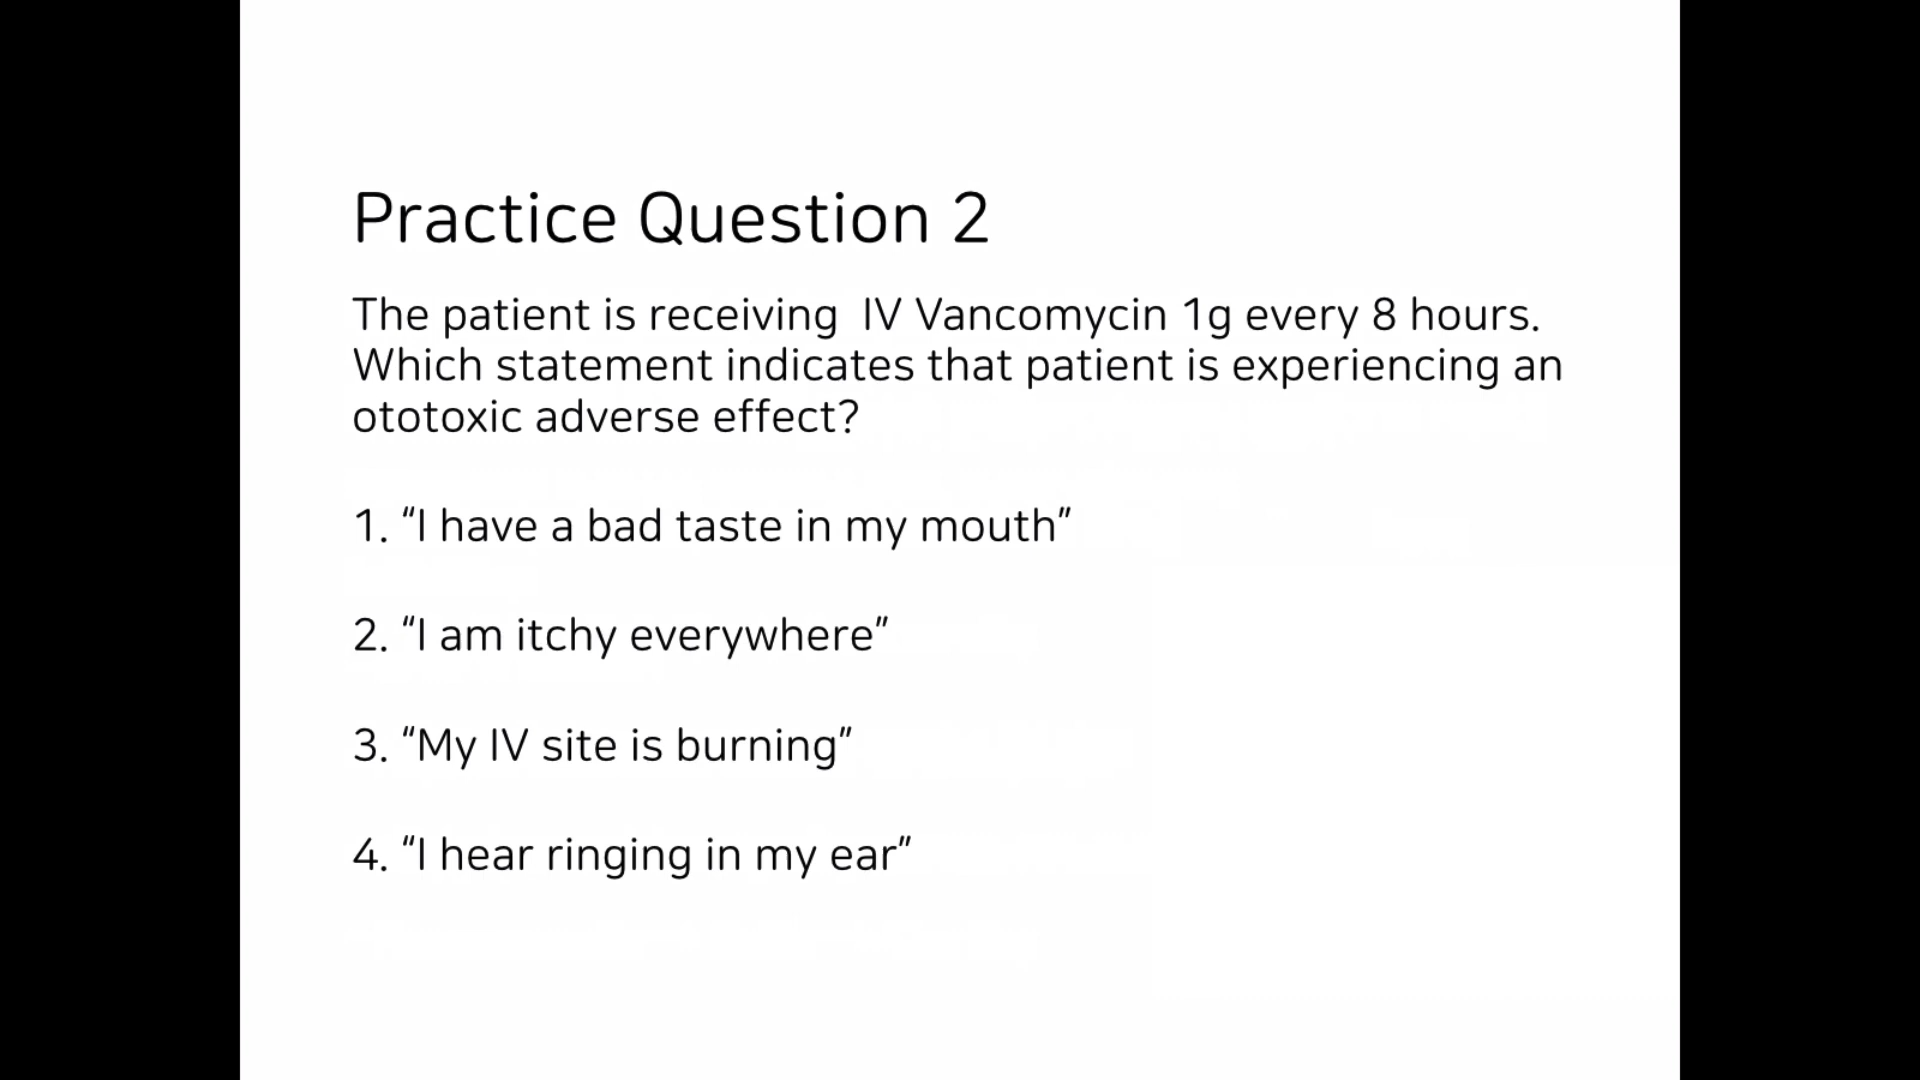 Practice Question 2
The patient is receiving  IV Vancomycin 1g every 8 hours.
Which statement indicates that patient is experiencing an
ototoxic adverse effect?
1. “I have a bad taste in my mouth”
2. “I am itchy everywhere”
3. “My IV site is burning”
4. “I hear ringing in my ear”